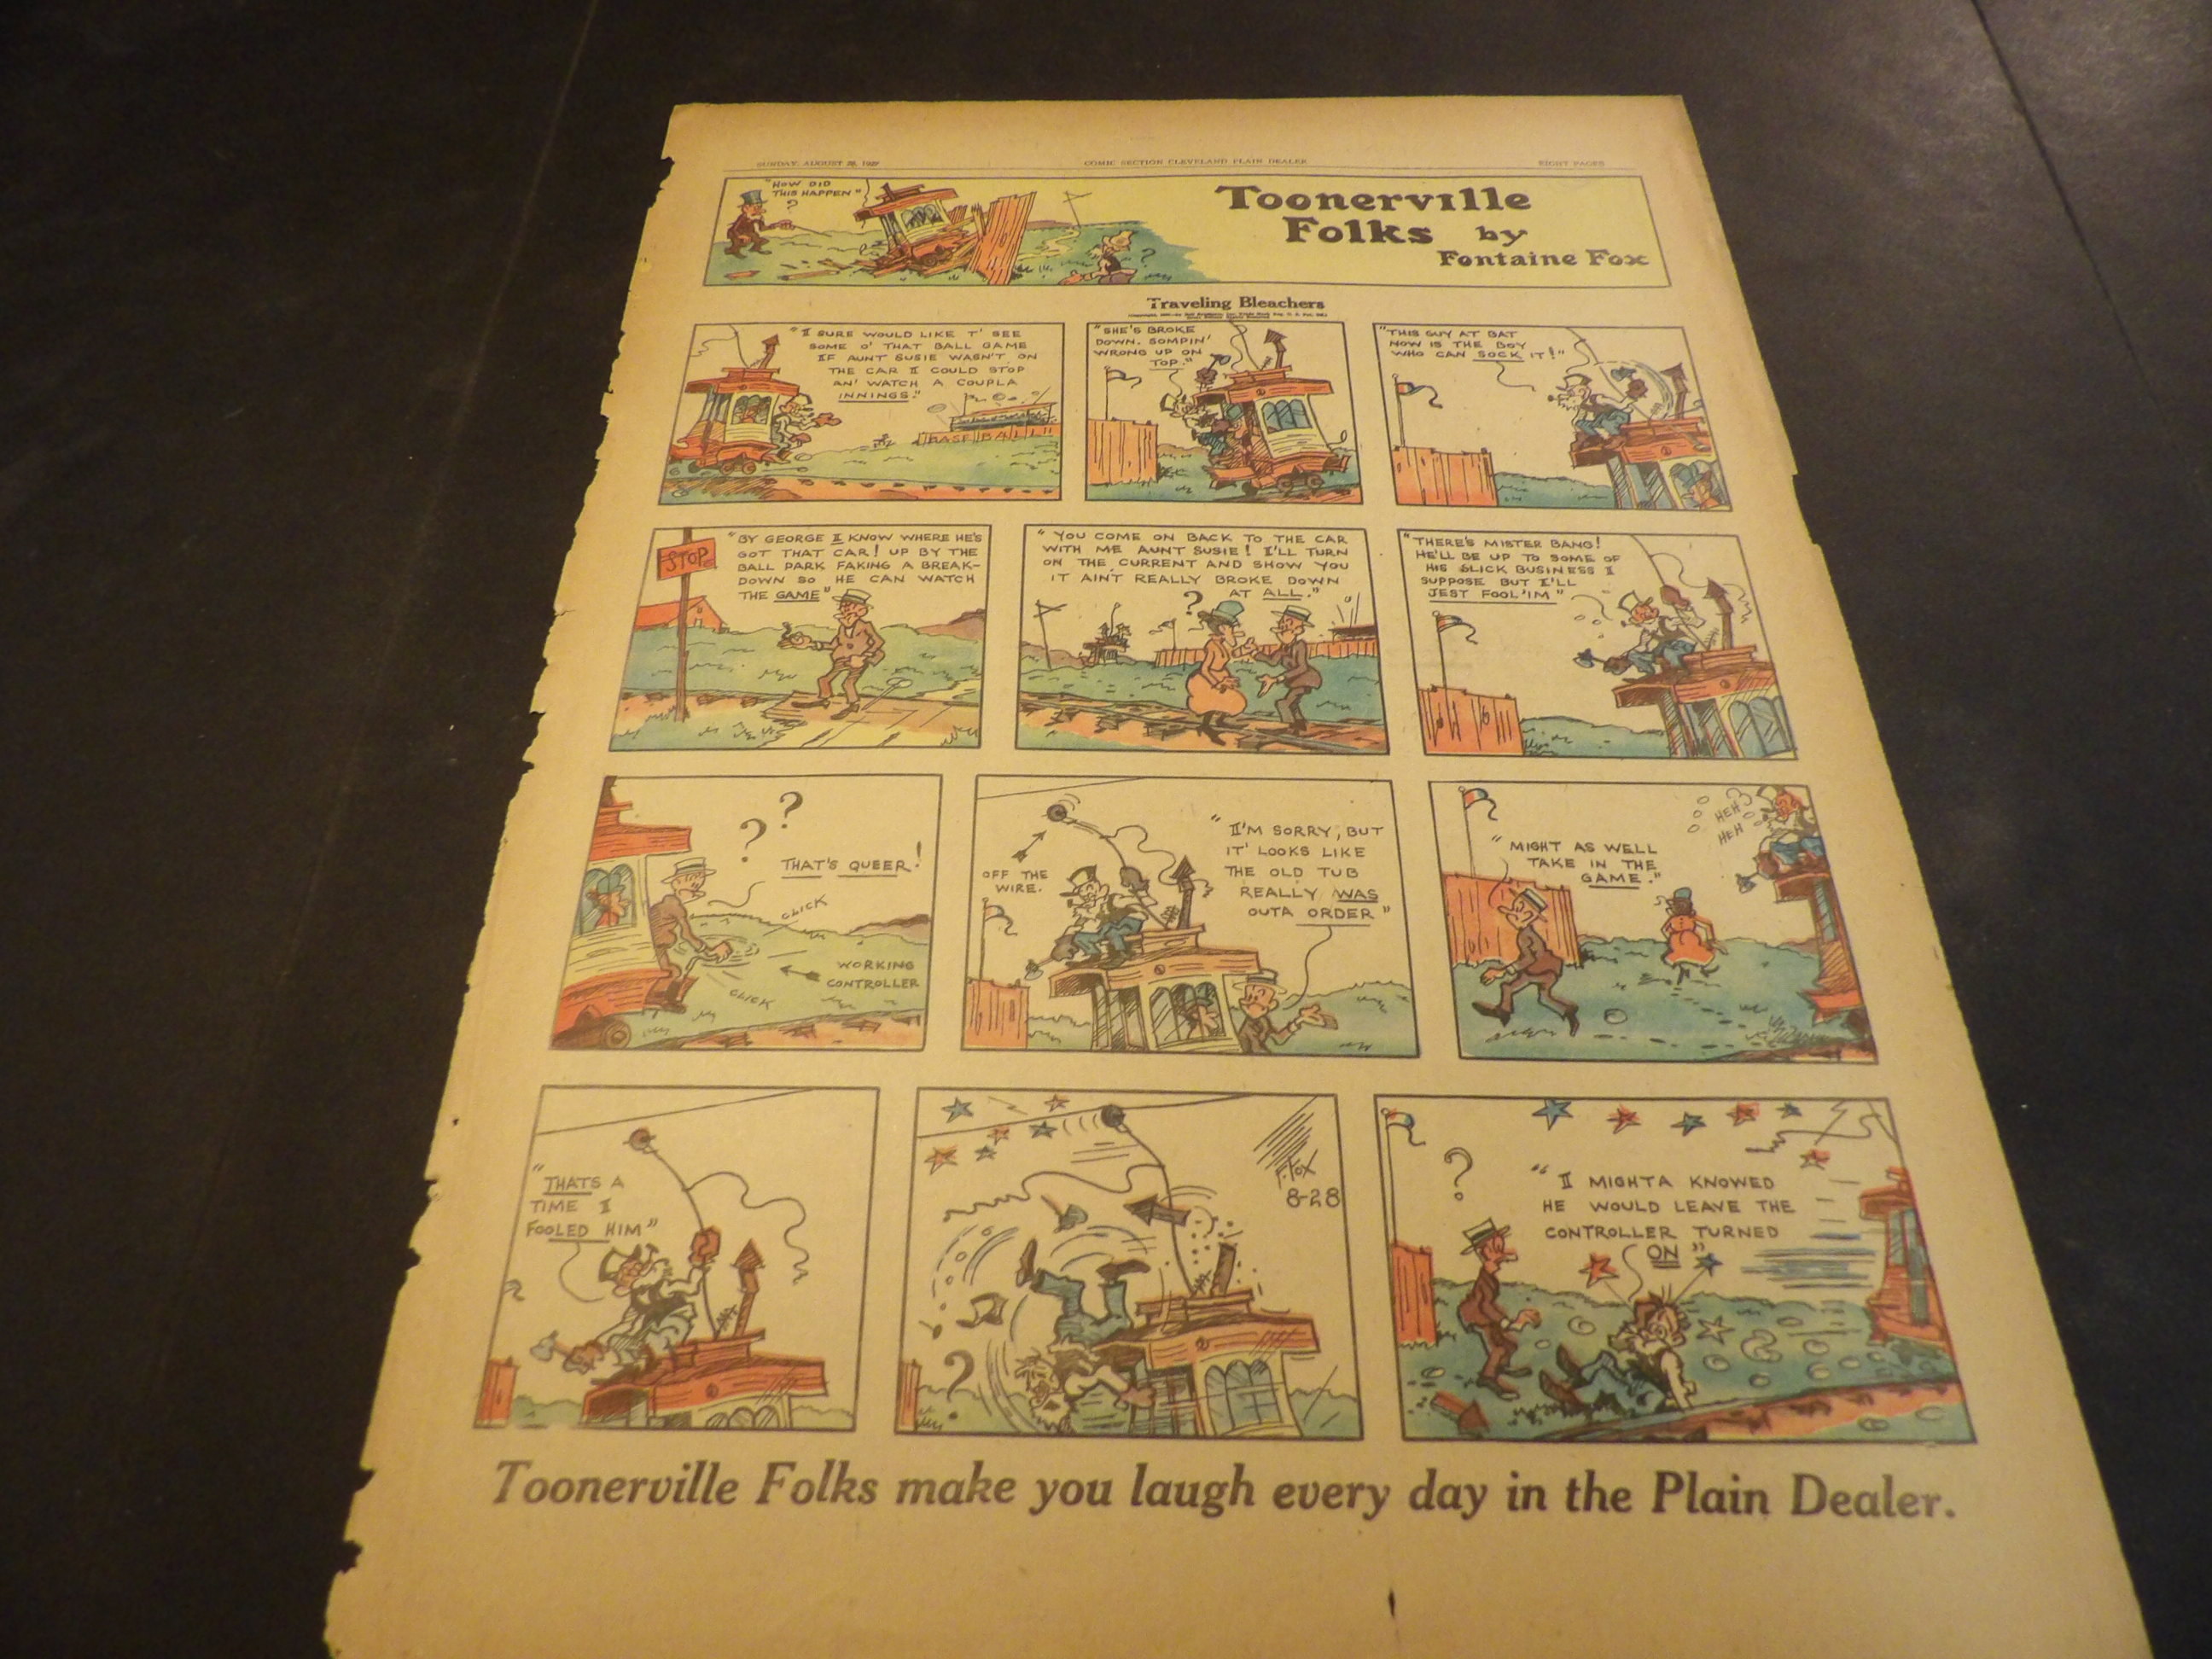 SUNDAY, AUGUST 28, 1927
COMIC SECTION CLEVELAND PLAIN DEALER
EIGHT PAGES
"HOW DID
THIS HAPPEN"
?
Toonerville
Folks by
Fontaine Fox
?
Traveling Bleachers
"I SURE WOULD LIKE T' SEE
SOME O' THAT BALL GAME
IF AUNT SUSIE WASN'T ON
THE CAR I COULD STOP
AN' WATCH A COUPLA
INNINGS."
BASEBALL
"SHE'S BROKE
DOWN. SOMPIN'
WRONG UP ON
TOP."
"THIS GUY AT BAT
NOW IS THE BOY
WHO CAN SOCK IT!"
STOP
"BY GEORGE I KNOW WHERE HE'S
GOT THAT CAR! UP BY THE
BALL PARK FAKING A BREAK-
DOWN SO HE CAN WATCH
THE GAME"
"YOU COME ON BACK TO THE CAR
WITH ME AUNT SUSIE! I'LL TURN
ON THE CURRENT AND SHOW YOU
IT AINT REALLY BROKE DOWN
AT ALL."
?
"THERE'S MISTER BANG!
HE'LL BE UP TO SOME OF
HIS SLICK BUSINESS I
SUPPOSE BUT I'LL
JEST FOOL 'IM"
? ?
THAT'S QUEER!
CLICK
WORKING
CONTROLLER
CLICK
OFF THE
WIRE.
"I'M SORRY, BUT
IT' LOOKS LIKE
THE OLD TUB
REALLY WAS
OUTA ORDER"
"MIGHT AS WELL
TAKE IN THE
GAME."
HEH
HEH
"THATS A
TIME I
FOOLED HIM"
F. FOX
8-28
?
?
"I MIGHTA KNOWED
HE WOULD LEAVE THE
CONTROLLER TURNED
ON"
Toonerville Folks make you laugh every day in the Plain Dealer.